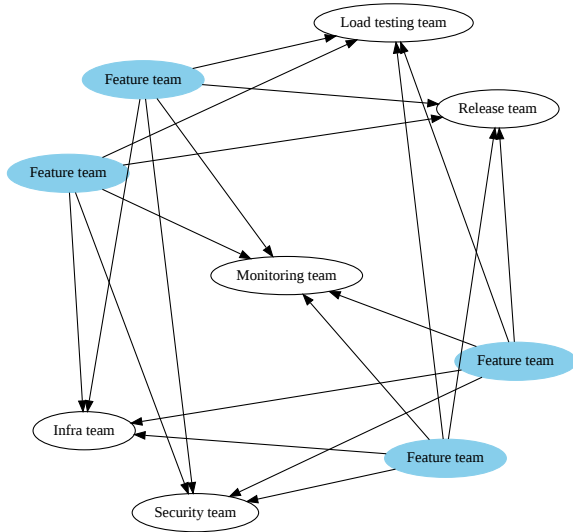 Load testing team
Feature team
Release team
Feature team
Monitoring team
Feature team
Infra team
Feature team
Security team